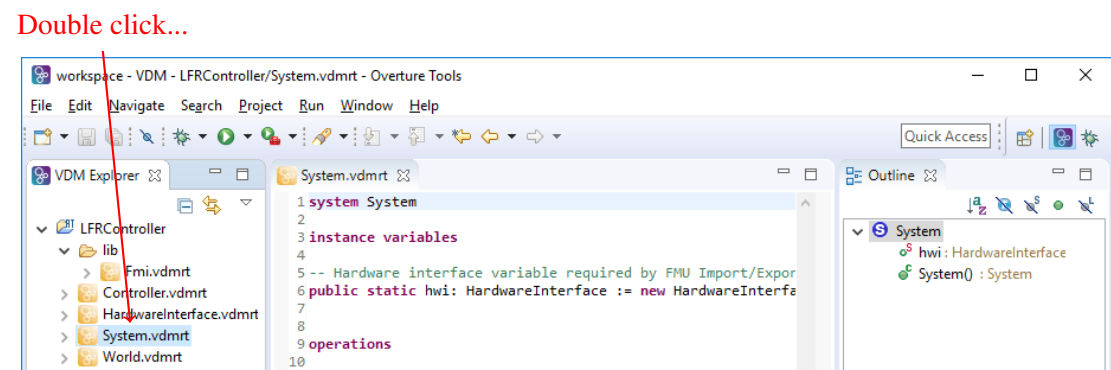 Double click...
workspace - VDM - LFRController/System.vdmrt - Overture Tools
File Edit Navigate Search Project Run Window Help
Quick Access
VDM Explorer
LFRController
lib
Fmi.vdmrt
Controller.vdmrt
HardwareInterface.vdmrt
System.vdmrt
World.vdmrt
System.vdmrt
1 system System
2
3 instance variables
4
5 -- Hardware interface variable required by FMU Import/Expor
6 public static hwi: HardwareInterface := new HardwareInterfa
7
8
9 operations
10
Outline
System
hwi : HardwareInterface
System() : System